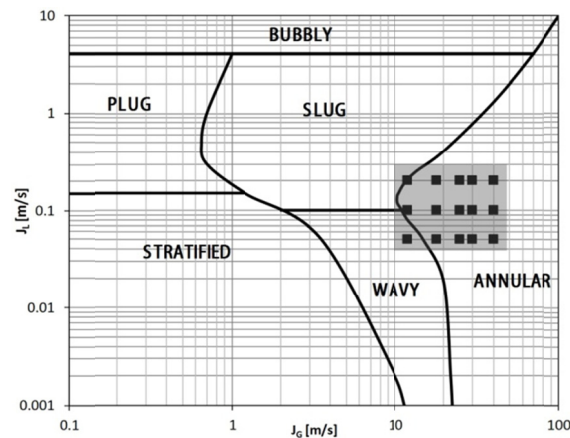 10
BUBBLY
PLUG
SLUG
1
J_L [m/s]
0.1
STRATIFIED
WAVY
ANNULAR
0.01
0.001
0.1 1 10 100
J_G [m/s]